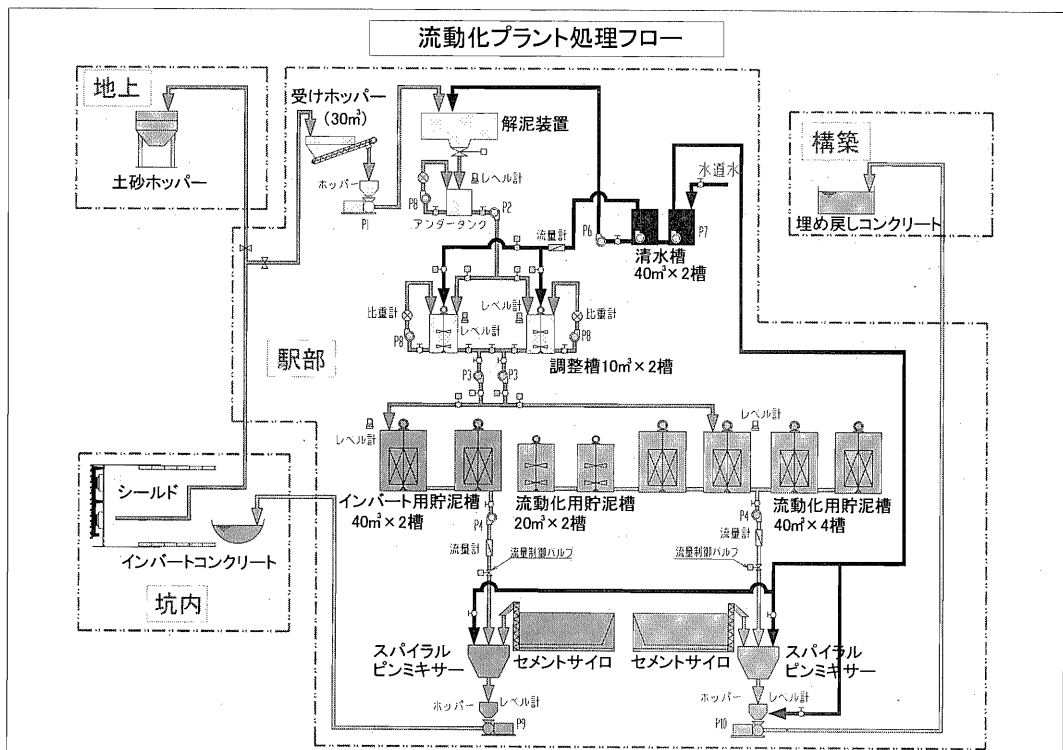 流動化プラント処理フロー
地上
土砂ホッパー
受けホッパー
(30㎥)
ホッパー
P1
解泥装置
レベル計
P8
アンダータンク
P2
流量計
水道水
P6
P7
清水槽
40㎥×2槽
構築
埋め戻しコンクリート
駅部
比重計
P8
レベル計
比重計
P8
調整槽10㎥×2槽
P3
P3
レベル計
レベル計
インバート用貯泥槽
40㎥×2槽
流動化用貯泥槽
20㎥×2槽
流動化用貯泥槽
40㎥×4槽
P4
流量計
流量制御バルブ
P4
流量計
流量制御バルブ
シールド
インバートコンクリート
坑内
スパイラル
ピンミキサー
セメントサイロ
セメントサイロ
スパイラル
ピンミキサー
ホッパー
レベル計
P9
ホッパー
レベル計
P10